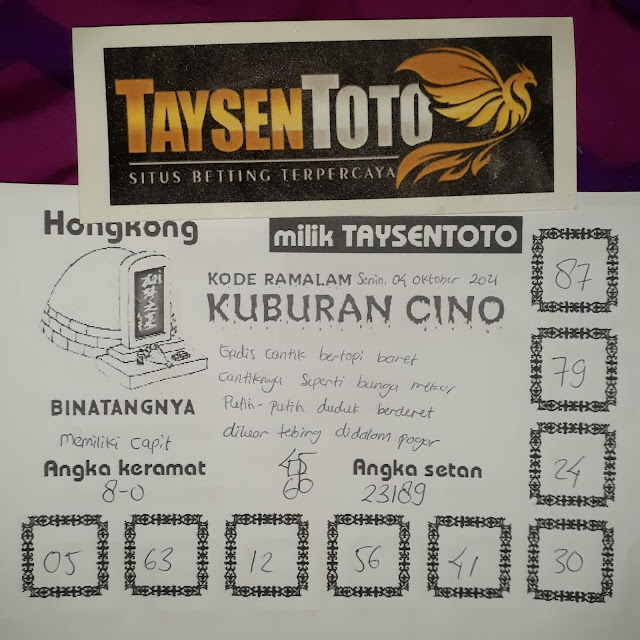 TAYSENTOTO
SITUS BETTING TERPERCAYA
Hongkong
milik TAYSENTOTO
KODE RAMALAM Senin, 04 Oktober 2021
KUBURAN CINO
Gadis cantik bertopi baret
Cantiknya Seperti bunga mekar
Putih-putih duduk berderet
diluar tebing didalam pagar
BINATANGNYA
Memiliki Capit
Angka keramat
8-0
45
60
Angka setan
23189
87
79
24
05
63
12
56
41
30